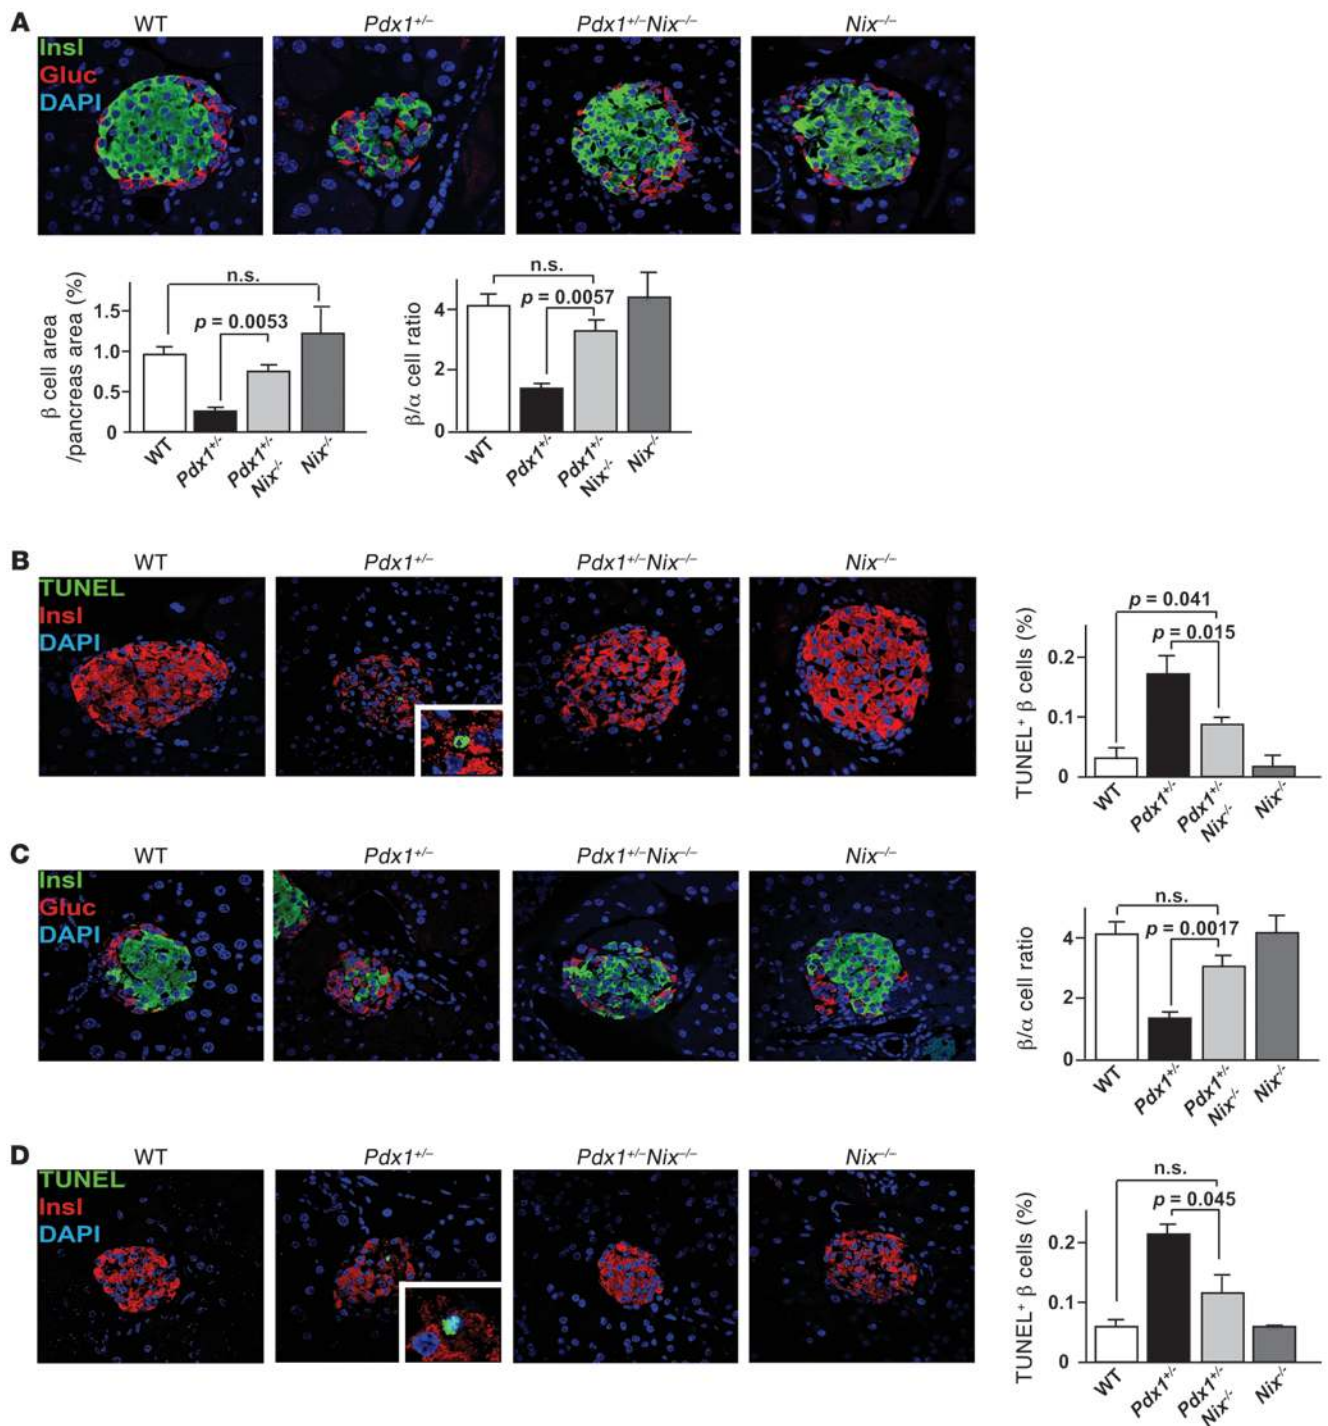 A
WT
Pdx1+/–
Pdx1+/–Nix–/–
Nix–/–
Insl
Gluc
DAPI
β cell area
/pancreas area (%)
1.5
1.0
0.5
0
n.s.
p = 0.0053
WT
Pdx1+/-
Pdx1+/-
Nix-/-
Nix-/-
β/α cell ratio
4
2
0
n.s.
p = 0.0057
WT
Pdx1+/-
Pdx1+/-
Nix-/-
Nix-/-
B
WT
Pdx1+/–
Pdx1+/–Nix–/–
Nix–/–
TUNEL
Insl
DAPI
TUNEL+ β cells (%)
0.2
0.1
0
p = 0.041
p = 0.015
WT
Pdx1+/-
Pdx1+/-
Nix-/-
Nix-/-
C
WT
Pdx1+/–
Pdx1+/–Nix–/–
Nix–/–
Insl
Gluc
DAPI
β/α cell ratio
4
2
0
n.s.
p = 0.0017
WT
Pdx1+/-
Pdx1+/-
Nix-/-
Nix-/-
D
WT
Pdx1+/–
Pdx1+/–Nix–/–
Nix–/–
TUNEL
Insl
DAPI
TUNEL+ β cells (%)
0.2
0.1
0
n.s.
p = 0.045
WT
Pdx1+/-
Pdx1+/-
Nix-/-
Nix-/-